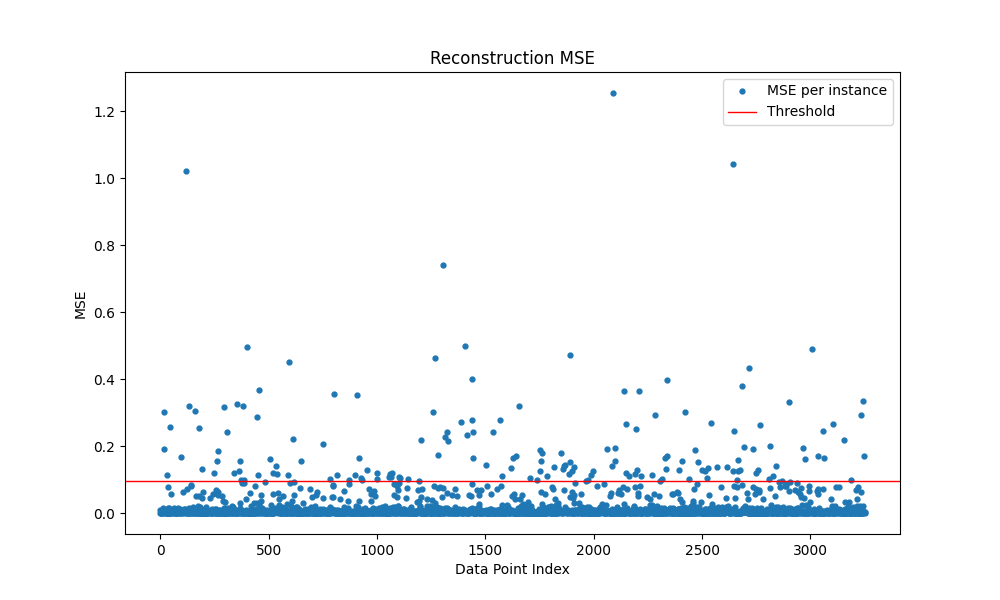 Reconstruction MSE
MSE per instance
Threshold
1.2
1.0
0.8
0.6
0.4
0.2
0.0
MSE
0 500 1000 1500 2000 2500 3000
Data Point Index